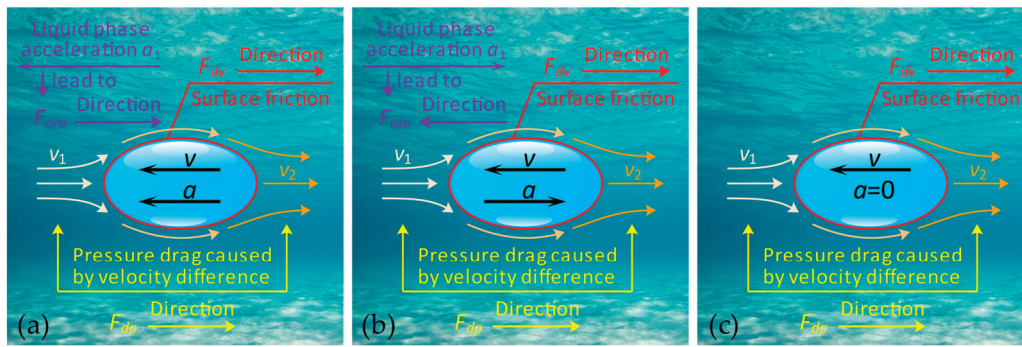 Liquid phase
acceleration a1
lead to
Direction
Fam
Direction
Fdv
Surface friction
v1
v
a
v2
Pressure drag caused
by velocity difference
Direction
Fdp
(a)
Liquid phase
acceleration a1
lead to
Direction
Fam
Direction
Fdv
Surface friction
v1
v
a
v2
Pressure drag caused
by velocity difference
Direction
Fdp
(b)
Direction
Fdv
Surface friction
v1
v
a=0
v2
Pressure drag caused
by velocity difference
Direction
Fdp
(c)